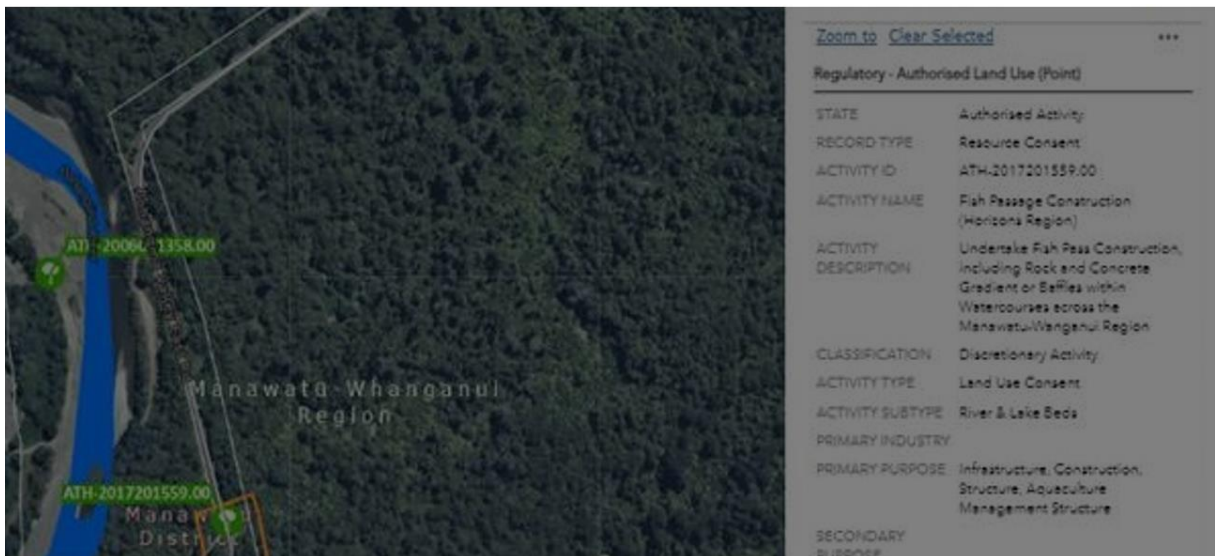 Zoom to Clear Selected
Regulatory - Authorised Land Use (Point)
STATE Authorised Activity
RECORD TYPE Resource Consent
ACTIVITY ID ATH-2017201559.00
ACTIVITY NAME Fish Passage Construction
(Horizons Region)
ACTIVITY Undertake Fish Pass Construction,
DESCRIPTION including Rock and Concrete
Gradient or Baffles within
Watercourses across the
Manawatu-Wanganui Region
CLASSIFICATION Discretionary Activity
ACTIVITY TYPE Land Use Consent
ACTIVITY SUBTYPE River & Lake Beds
PRIMARY INDUSTRY
PRIMARY PURPOSE Infrastructure, Construction,
Structure, Aquaculture
Management Structure
SECONDARY
PURPOSE
Manawatū-Whanganui
Region
ATH-2017201559.00